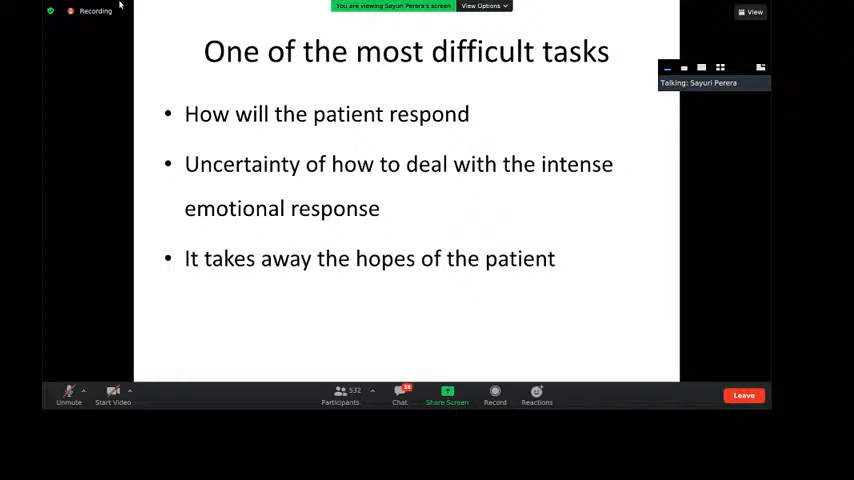 Recording
You are viewing Sayuri Perera's screen View Options
View
One of the most difficult tasks
Talking: Sayuri Perera
• How will the patient respond
• Uncertainty of how to deal with the intense
emotional response
• It takes away the hopes of the patient
532
38
Unmute Start Video Participants Chat Share Screen Record Reactions Leave